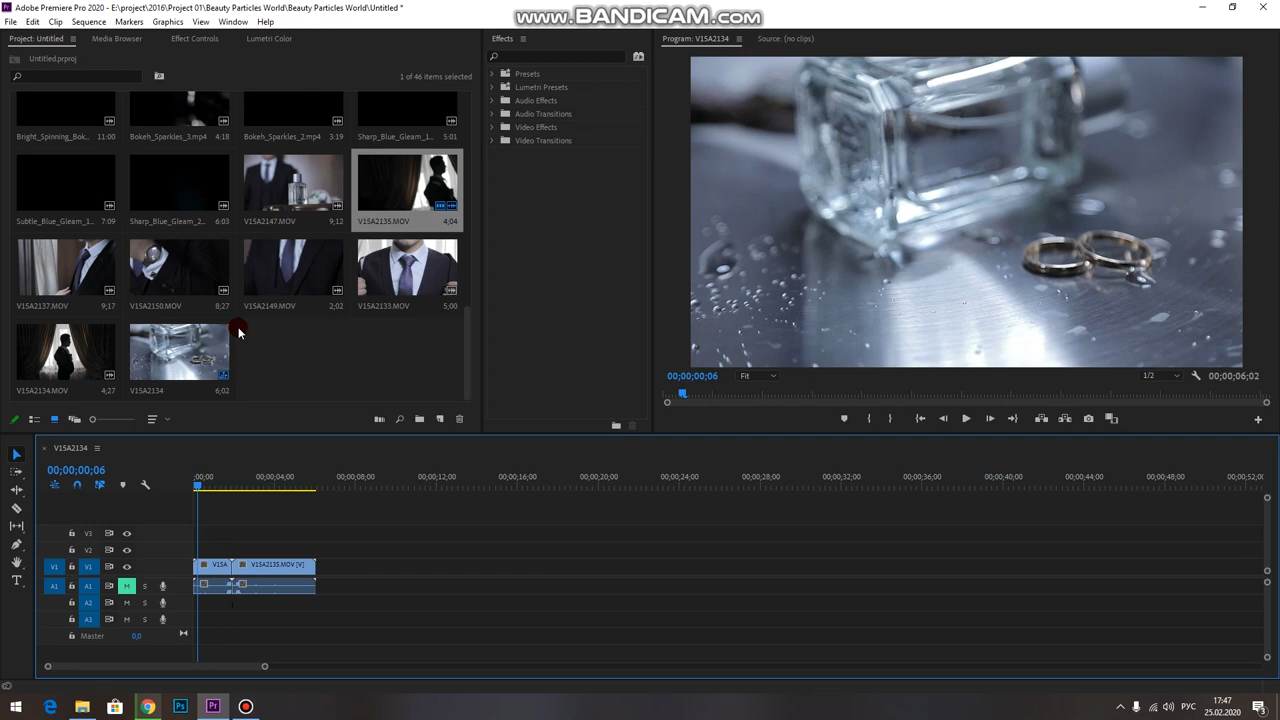 Adobe Premiere Pro 2020 - E:\project\2016\Project 01\Beauty Particles World\Beauty Particles World\Untitled *
www.BANDICAM.com
File Edit Clip Sequence Markers Graphics View Window Help
Project: Untitled Media Browser Effect Controls Lumetri Color
Effects
Program: V15A2134 Source: (no clips)
Untitled.prproj
1 of 46 items selected
Presets
Lumetri Presets
Audio Effects
Audio Transitions
Video Effects
Video Transitions
Bright_Spinning_Bok... 11:00 Bokeh_Sparkles_3.mp4 4:18 Bokeh_Sparkles_2.mp4 3:19 Sharp_Blue_Gleam_1... 5:01
Subtle_Blue_Gleam_1... 7:09 Sharp_Blue_Gleam_2... 6:03 V15A2147.MOV 9;12 V15A2135.MOV 4;04
V15A2137.MOV 9;17 V15A2150.MOV 8;27 V15A2149.MOV 2;02 V15A2133.MOV 5;00
V15A2134.MOV 4;27 V15A2134 6;02
00;00;00;06 Fit 1/2 00;00;06;02
V15A2134
00;00;00;06
;00;00 00;00;04;00 00;00;08;00 00;00;12;00 00;00;16;00 00;00;20;00 00;00;24;00 00;00;28;00 00;00;32;00 00;00;36;00 00;00;40;00 00;00;44;00 00;00;48;00 00;00;52;0
V3
V2
V1 V1 V15A V15A2135.MOV [V]
A1 A1 M S
A2 M S
A3 M S
Master 0,0
Ps Pr
РУС
17:47
25.02.2020
3